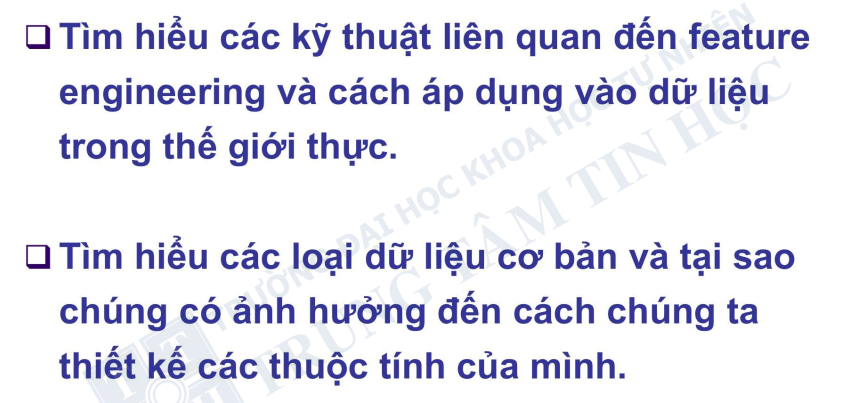 Tìm hiểu các kỹ thuật liên quan đến feature
engineering và cách áp dụng vào dữ liệu
trong thế giới thực.
Tìm hiểu các loại dữ liệu cơ bản và tại sao
chúng có ảnh hưởng đến cách chúng ta
thiết kế các thuộc tính của mình.
TRƯỜNG ĐẠI HỌC KHOA HỌC TỰ NHIÊN
TRUNG TÂM TIN HỌC